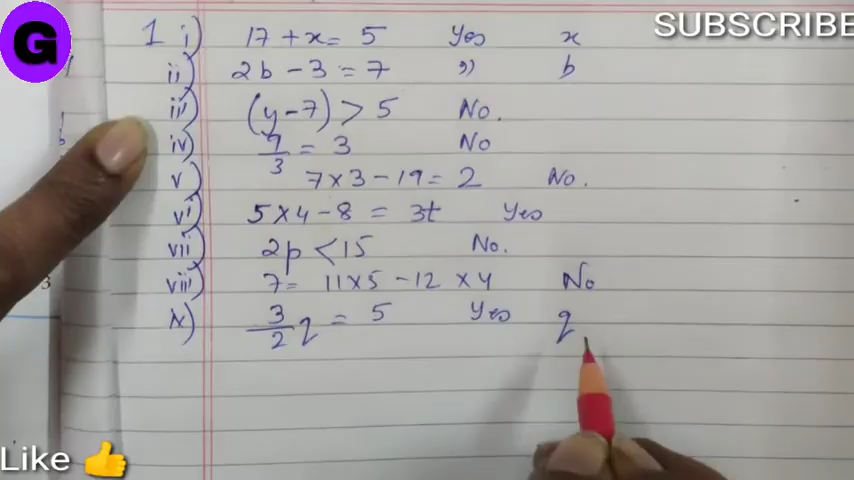 G
SUBSCRIBE
1 i) 17 + x = 5 Yes x
ii) 2b - 3 = 7 ,, b
iii) (y - 7) > 5 No.
iv) 9/3 = 3 No
v) 7 × 3 - 19 = 2 No.
vi) 5 × 4 - 8 = 3t Yes
vii) 2p < 15 No.
viii) 7 = 11 × 5 - 12 × 4 No
ix) 3/2 q = 5 Yes q
3
Like 👍